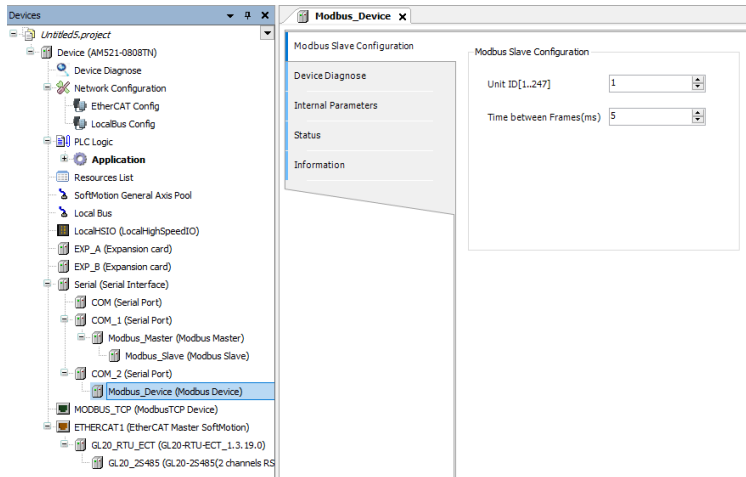 Devices
Untitled5.project
Device (AM521-0808TN)
Device Diagnose
Network Configuration
EtherCAT Config
LocalBus Config
PLC Logic
Application
Resources List
SoftMotion General Axis Pool
Local Bus
LocalHSIO (LocalHighSpeedIO)
EXP_A (Expansion card)
EXP_B (Expansion card)
Serial (Serial Interface)
COM (Serial Port)
COM_1 (Serial Port)
Modbus_Master (Modbus Master)
Modbus_Slave (Modbus Slave)
COM_2 (Serial Port)
Modbus_Device (Modbus Device)
MODBUS_TCP (ModbusTCP Device)
ETHERCAT1 (EtherCAT Master SoftMotion)
GL20_RTU_ECT (GL20-RTU-ECT_1.3.19.0)
GL20_2S485 (GL20-2S485(2 channels RS
Modbus_Device
Modbus Slave Configuration
Device Diagnose
Internal Parameters
Status
Information
Modbus Slave Configuration
Unit ID[1..247] 1
Time between Frames(ms) 5